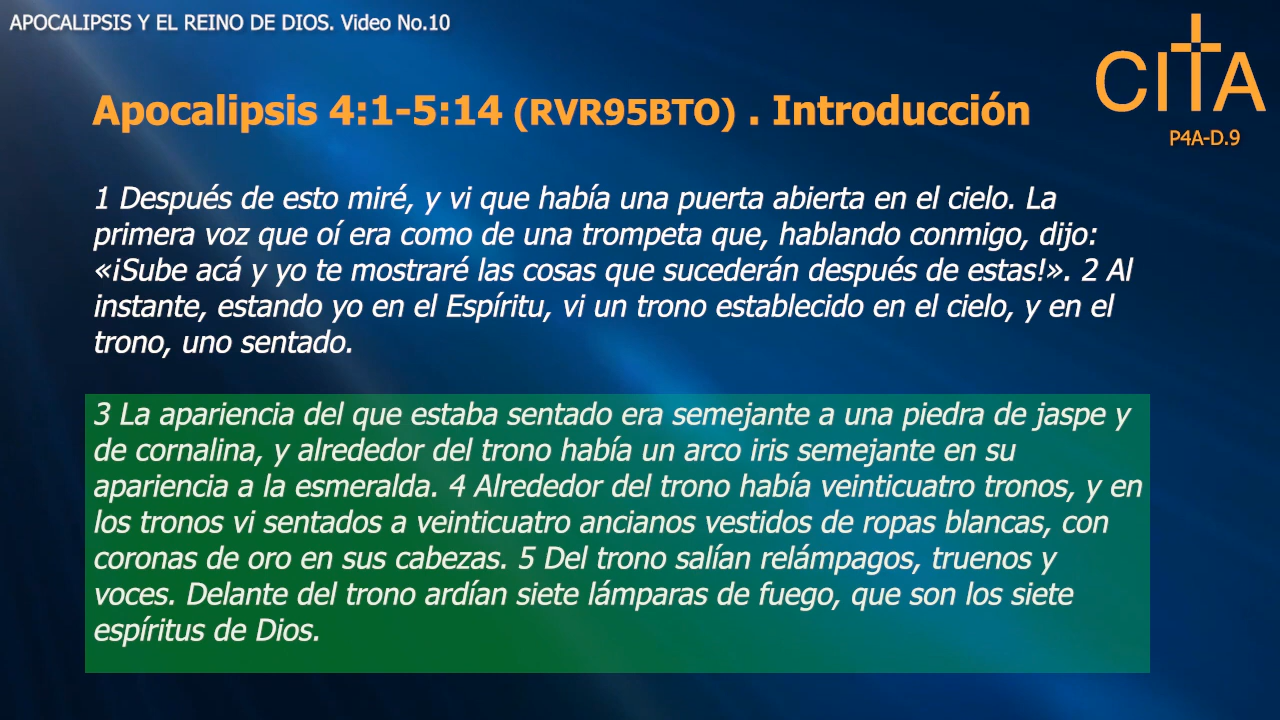 APOCALIPSIS Y EL REINO DE DIOS. Video No.10
CITA
P4A-D.9
Apocalipsis 4:1-5:14 (RVR95BTO) . Introducción
1 Después de esto miré, y vi que había una puerta abierta en el cielo. La
primera voz que oí era como de una trompeta que, hablando conmigo, dijo:
«¡Sube acá y yo te mostraré las cosas que sucederán después de estas!». 2 Al
instante, estando yo en el Espíritu, vi un trono establecido en el cielo, y en el
trono, uno sentado.
3 La apariencia del que estaba sentado era semejante a una piedra de jaspe y
de cornalina, y alrededor del trono había un arco iris semejante en su
apariencia a la esmeralda. 4 Alrededor del trono había veinticuatro tronos, y en
los tronos vi sentados a veinticuatro ancianos vestidos de ropas blancas, con
coronas de oro en sus cabezas. 5 Del trono salían relámpagos, truenos y
voces. Delante del trono ardían siete lámparas de fuego, que son los siete
espíritus de Dios.